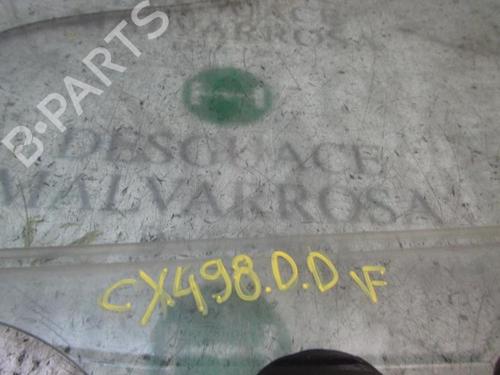 DESGUACE
MALVARROSA
B-PARTS
DESGUACE
MALVARROSA
CX498.D.D VF